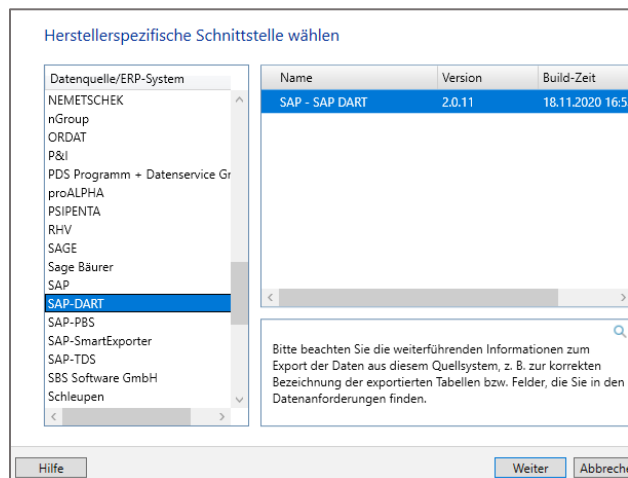 Herstellerspezifische Schnittstelle wählen
Datenquelle/ERP-System
NEMETSCHEK
nGroup
ORDAT
P&I
PDS Programm + Datenservice Gr
proALPHA
PSIPENTA
RHV
SAGE
Sage Bäurer
SAP
SAP-DART
SAP-PBS
SAP-SmartExporter
SAP-TDS
SBS Software GmbH
Schleupen
Name Version Build-Zeit
SAP - SAP DART 2.0.11 18.11.2020 16:5
Bitte beachten Sie die weiterführenden Informationen zum
Export der Daten aus diesem Quellsystem, z. B. zur korrekten
Bezeichnung der exportierten Tabellen bzw. Felder, die Sie in den
Datenanforderungen finden.
Hilfe Weiter Abbreche